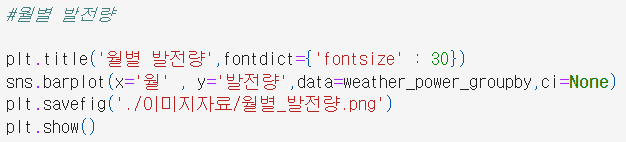 #월별 발전량
plt.title('월별 발전량',fontdict={'fontsize' : 30})
sns.barplot(x='월' , y='발전량',data=weather_power_groupby,ci=None)
plt.savefig('./이미지자료/월별_발전량.png')
plt.show()